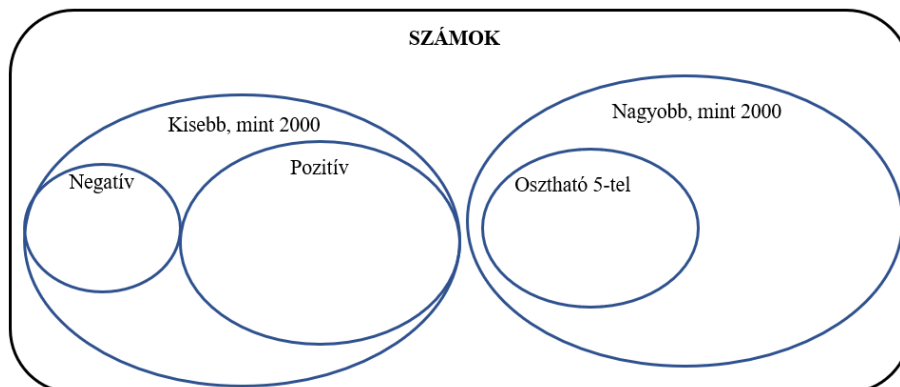 SZÁMOK
Kisebb, mint 2000
Nagyobb, mint 2000
Negatív
Pozitív
Osztható 5-tel